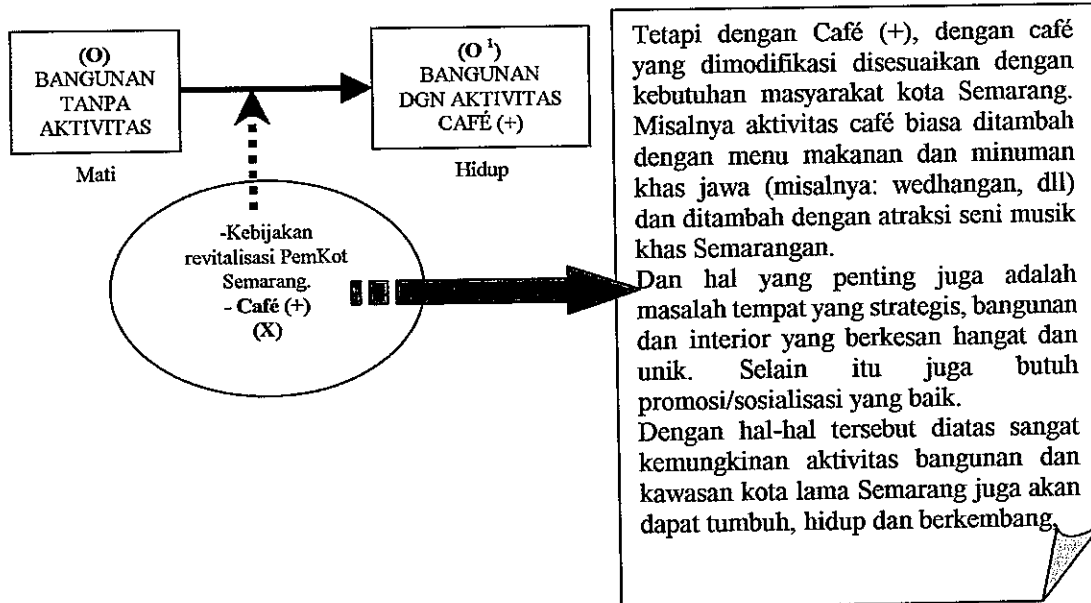 (O)
BANGUNAN
TANPA
AKTIVITAS
Mati
(O ¹)
BANGUNAN
DGN AKTIVITAS
CAFÉ (+)
Hidup
-Kebijakan
revitalisasi PemKot
Semarang.
- Café (+)
(X)
Tetapi dengan Café (+), dengan café
yang dimodifikasi disesuaikan dengan
kebutuhan masyarakat kota Semarang.
Misalnya aktivitas café biasa ditambah
dengan menu makanan dan minuman
khas jawa (misalnya: wedhangan, dll)
dan ditambah dengan atraksi seni musik
khas Semarangan.
Dan hal yang penting juga adalah
masalah tempat yang strategis, bangunan
dan interior yang berkesan hangat dan
unik. Selain itu juga butuh
promosi/sosialisasi yang baik.
Dengan hal-hal tersebut diatas sangat
kemungkinan aktivitas bangunan dan
kawasan kota lama Semarang juga akan
dapat tumbuh, hidup dan berkembang,